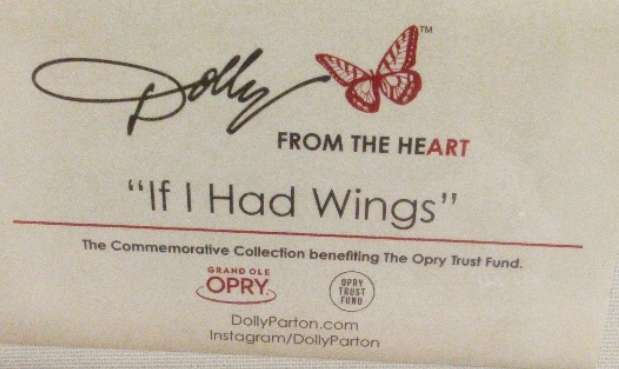 Dolly ™
FROM THE HEART
“If I Had Wings”
The Commemorative Collection benefiting The Opry Trust Fund.
GRAND OLE
OPRY
OPRY
TRUST
FUND
DollyParton.com
Instagram/DollyParton